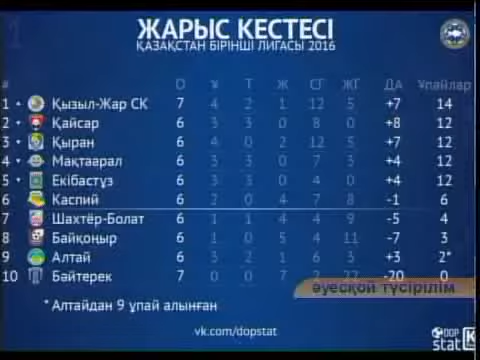 ЖАРЫС КЕСТЕСІ
ҚАЗАҚСТАН БІРІНШІ ЛИГАСЫ 2016
# О Ұ Т Ж СГ ЖГ ДА Ұпайлар
1 Қызыл-Жар СК 7 4 2 1 12 5 +7 14
2 Қайсар 6 3 3 0 8 0 +8 12
3 Қыран 6 4 0 2 12 5 +7 12
4 Мақтаарал 6 3 3 0 7 3 +4 12
5 Екібастұз 6 3 3 0 7 3 +4 12
6 Каспий 6 2 0 4 7 8 -1 6
7 Шахтёр-Болат 6 1 1 4 4 9 -5 4
8 Байқоңыр 6 1 0 5 4 11 -7 3
9 Алтай 6 3 2 1 6 3 +3 2*
10 Бәйтерек 7 0 0 7 2 22 -20 0
әуесқой түсірілім
* Алтайдан 9 ұпай алынған
vk.com/dopstat
DOP
stat